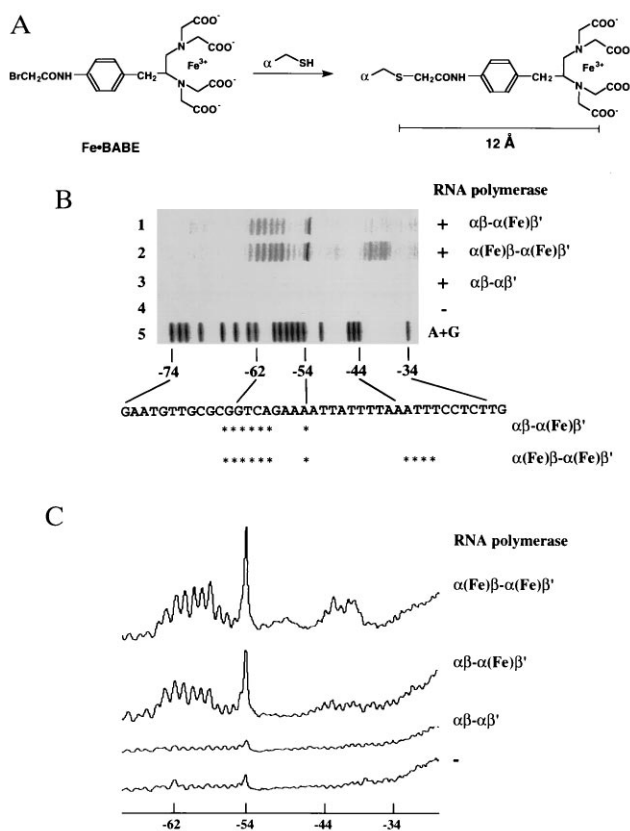 A
BrCH₂CONH
CH₂
N
COO⁻
COO⁻
Fe³⁺
N
COO⁻
COO⁻
Fe•BABE
α SH
α S—CH₂CONH
CH₂
N
COO⁻
COO⁻
Fe³⁺
N
COO⁻
COO⁻
12 Å
B
RNA polymerase
1 + αβ-α(Fe)β'
2 + α(Fe)β-α(Fe)β'
3 + αβ-αβ'
4 -
5 A+G
-74 -62 -54 -44 -34
GAATGTTGCGCGGTCAGAAAATTATTTTAAATTTCCTCTTG
****** * αβ-α(Fe)β'
****** * **** α(Fe)β-α(Fe)β'
C
RNA polymerase
α(Fe)β-α(Fe)β'
αβ-α(Fe)β'
αβ-αβ'
-
-62 -54 -44 -34